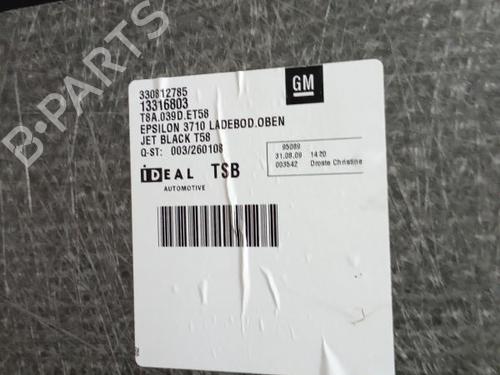 GM
330812785
13316803
T8A.039D.ET58
EPSILON 3710 LADEBOD.OBEN
JET BLACK T58
Q-ST: 003/260108
95089
31.08.09 14:20
003542 Droste Christine
IDEAL TSB
AUTOMOTIVE
B-PARTS